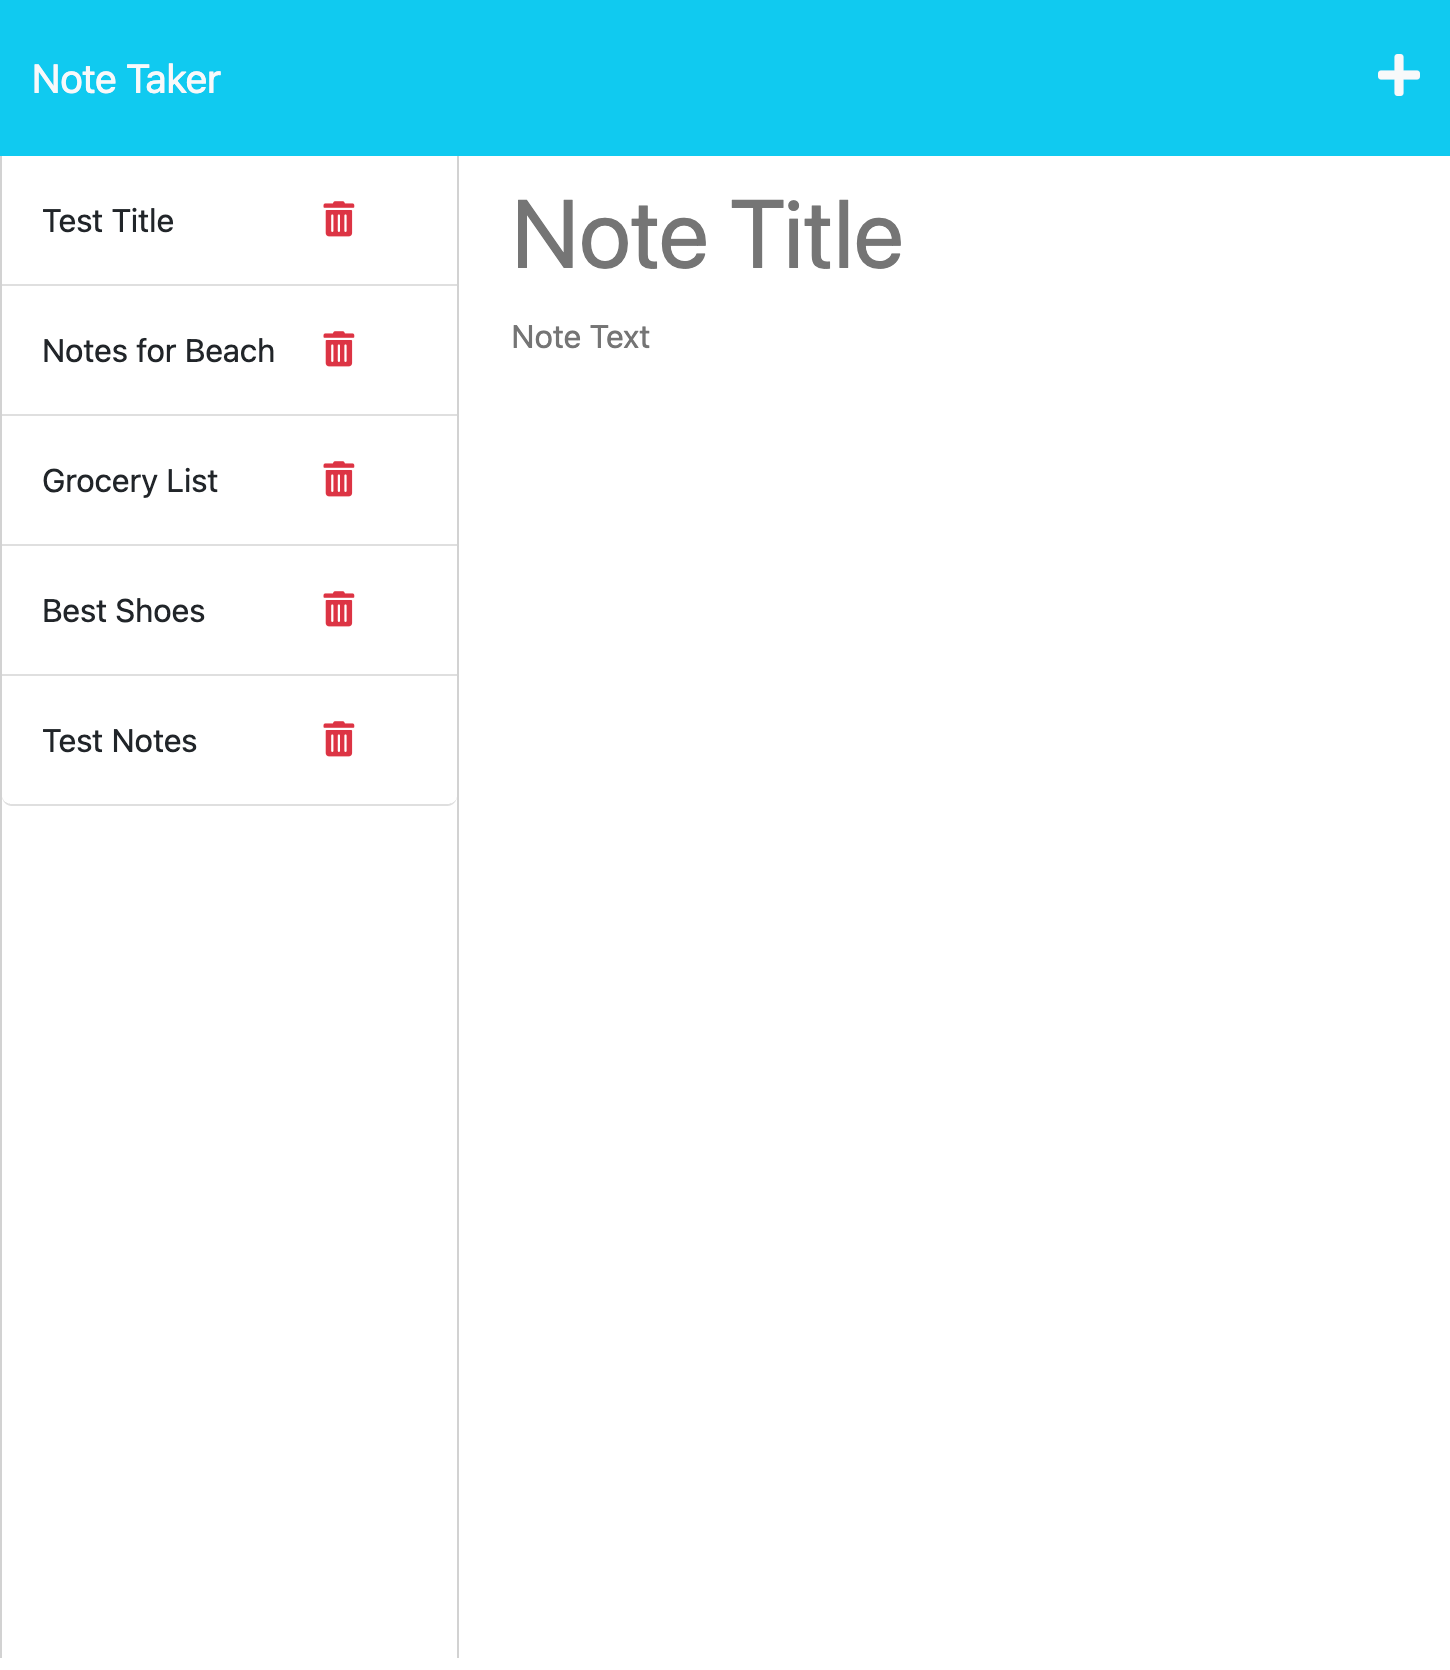 Note Taker
Test Title
Notes for Beach
Grocery List
Best Shoes
Test Notes
Note Title
Note Text